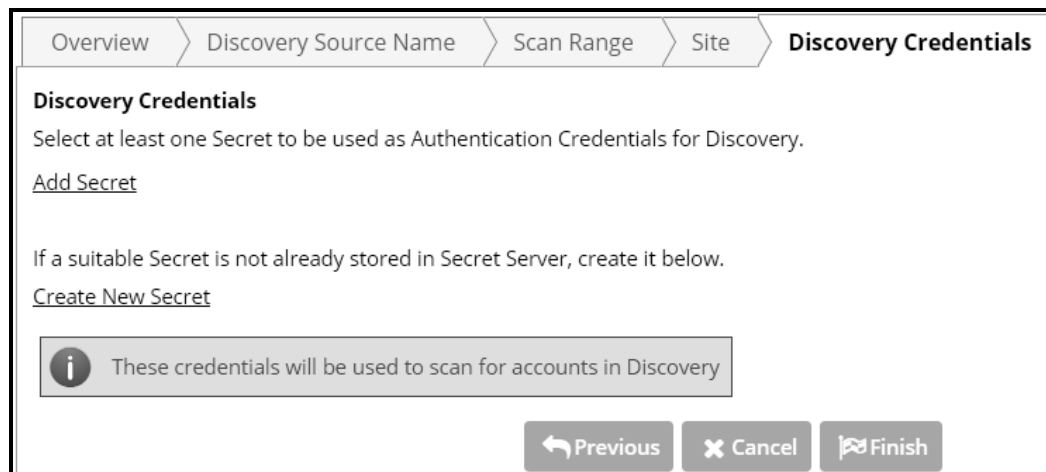 Overview Discovery Source Name Scan Range Site Discovery Credentials
Discovery Credentials
Select at least one Secret to be used as Authentication Credentials for Discovery.
Add Secret
If a suitable Secret is not already stored in Secret Server, create it below.
Create New Secret
i These credentials will be used to scan for accounts in Discovery
Previous Cancel Finish